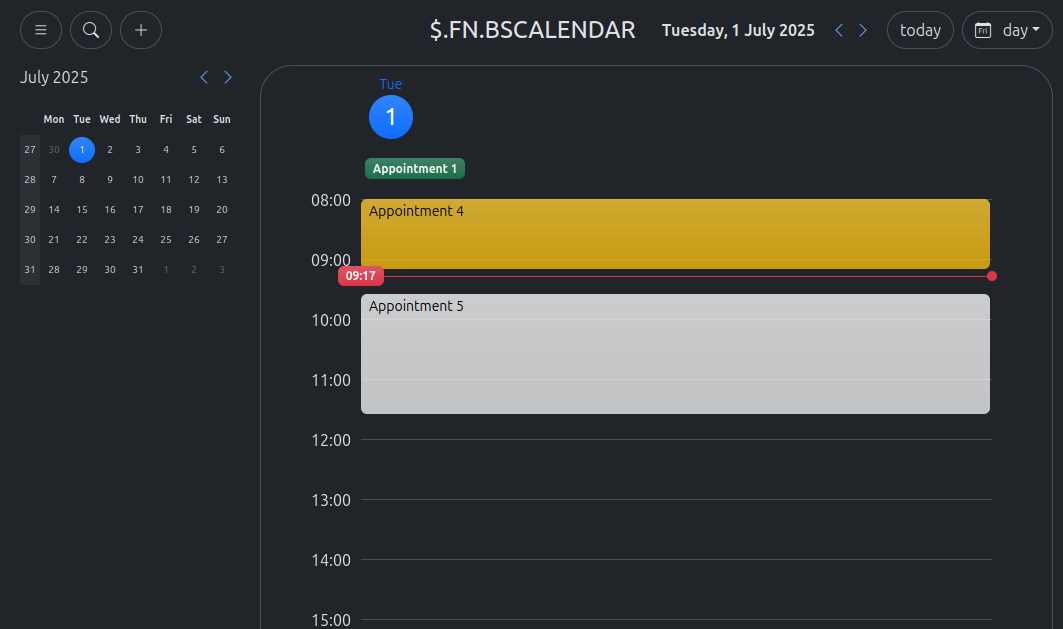 $.FN.BSCALENDAR
Tuesday, 1 July 2025
today
Fri
day
July 2025
Mon Tue Wed Thu Fri Sat Sun
27 30 1 2 3 4 5 6
28 7 8 9 10 11 12 13
29 14 15 16 17 18 19 20
30 21 22 23 24 25 26 27
31 28 29 30 31 1 2 3
Tue
1
Appointment 1
08:00
Appointment 4
09:00
09:17
Appointment 5
10:00
11:00
12:00
13:00
14:00
15:00